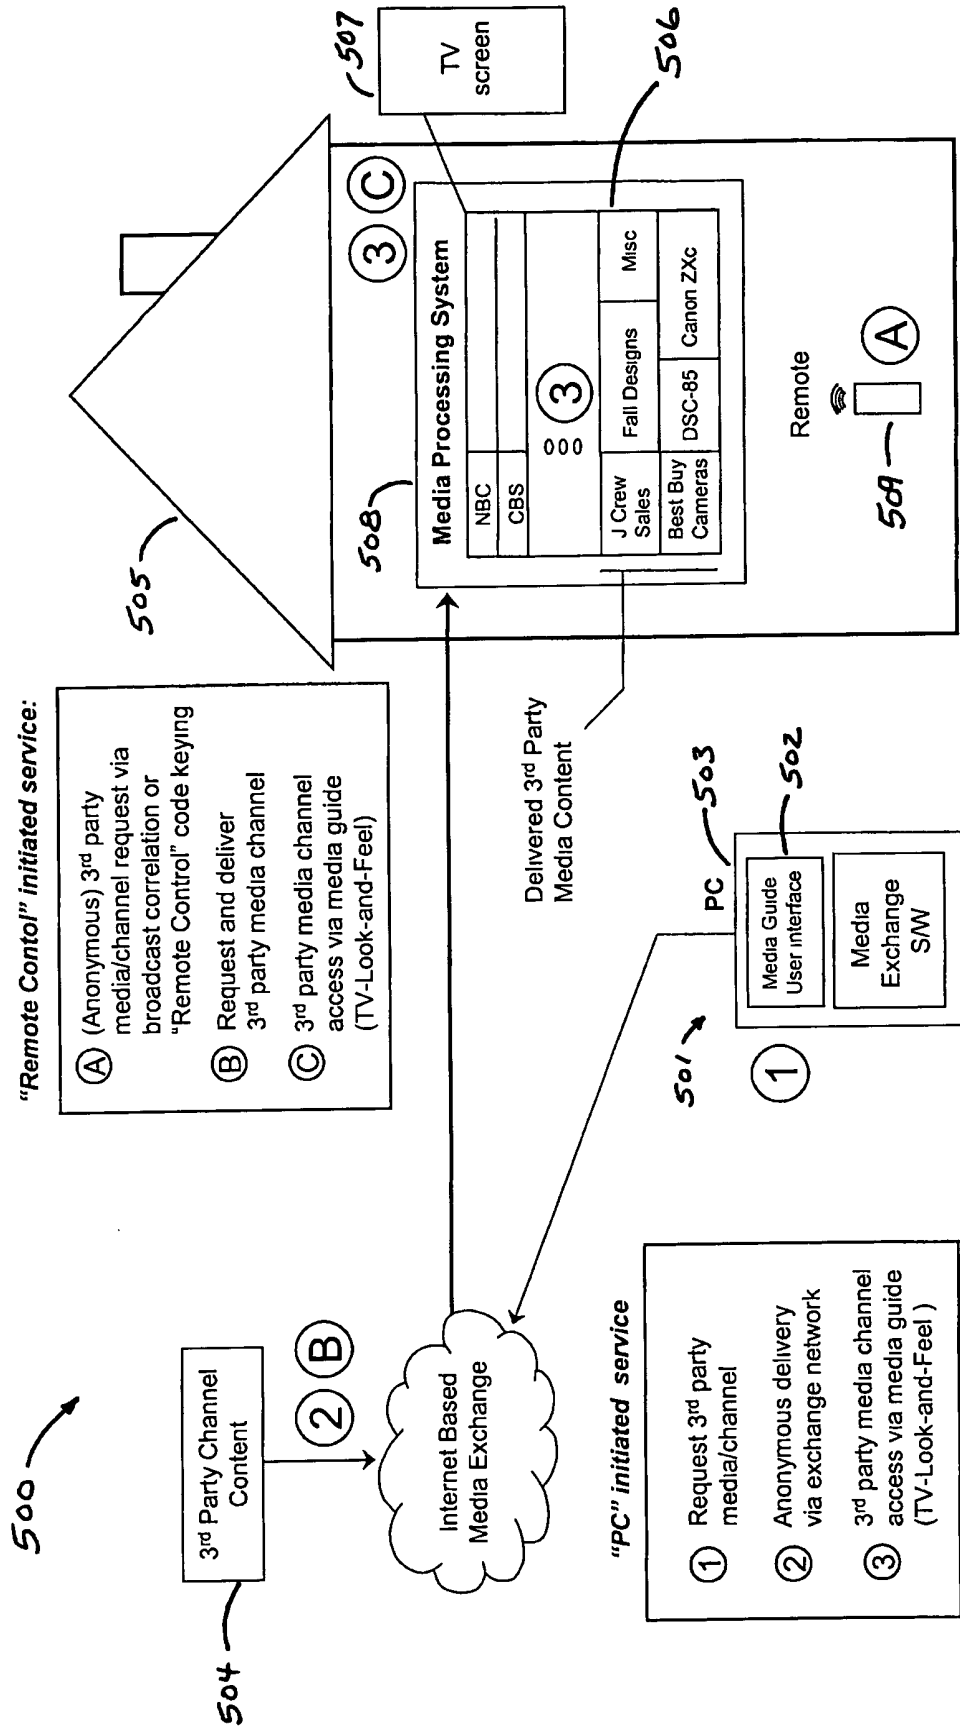 500
504
3rd Party Channel
Content
2 B
Internet Based
Media Exchange
"PC" initiated service
1 Request 3rd party
media/channel
2 Anonymous delivery
via exchange network
3 3rd party media channel
access via media guide
(TV-Look-and-Feel )
"Remote Contol" initiated service:
A (Anonymous) 3rd party
media/channel request via
broadcast correlation or
"Remote Control" code keying
B Request and deliver
3rd party media channel
C 3rd party media channel
access via media guide
(TV-Look-and-Feel)
Delivered 3rd Party
Media Content
501
1
PC
503
502
Media Guide
User interface
Media
Exchange
S/W
505
3 C
508
Media Processing System
NBC
CBS
ooo
3
J Crew
Sales
Fall Designs
Misc
Best Buy
Cameras
DSC-85
Canon ZXc
507
TV
screen
506
Remote
509
A